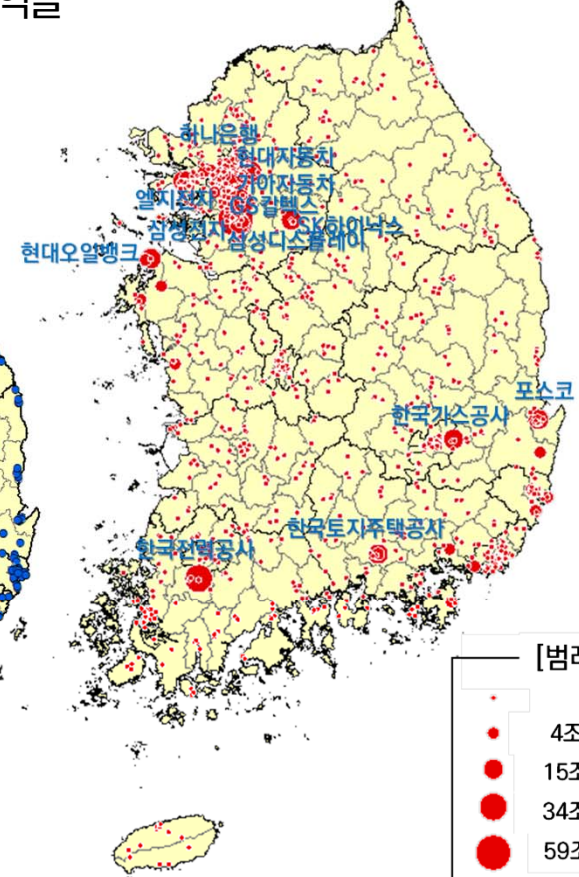 하나은행
현대자동차
기아자동차
엘지전자
GS칼텍스
SK하이닉스
삼성전자
삼성디스플레이
현대오일뱅크
포스코
한국가스공사
한국토지주택공사
한국전력공사
[범례
4조
15조
34조
59조